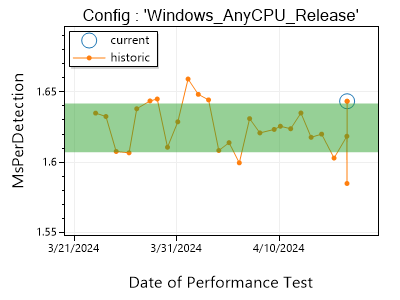 Config : 'Windows_AnyCPU_Release'
current
historic
1.65
1.6
1.55
MsPerDetection
3/21/2024 3/31/2024 4/10/2024
Date of Performance Test